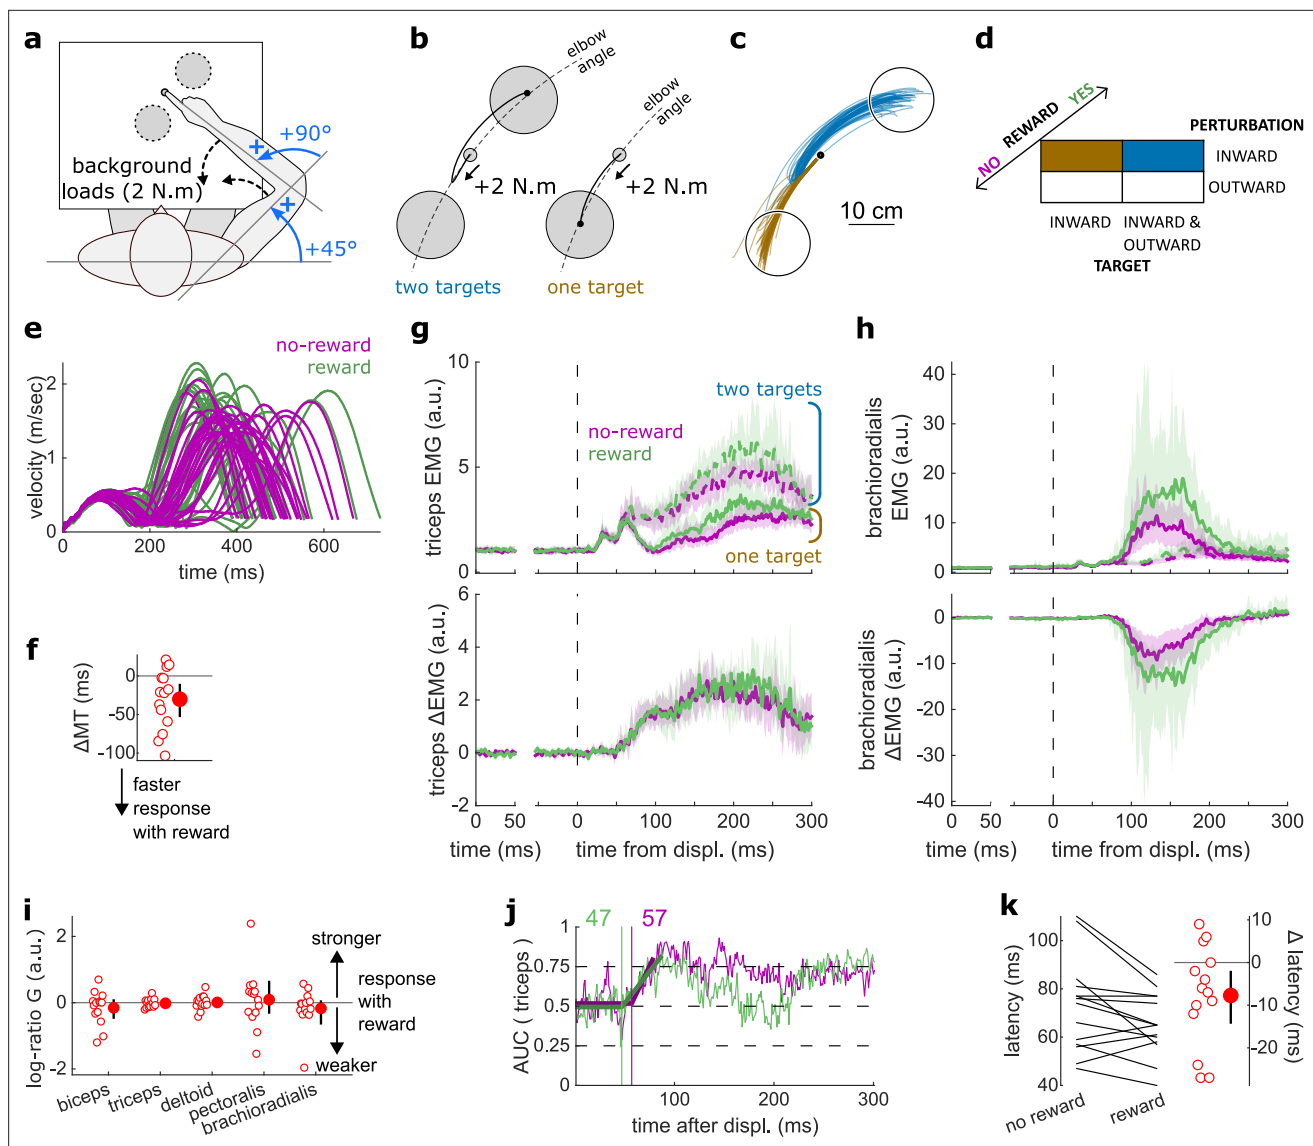 a
+90°
+
background
loads (2 N.m)
+
+45°
b
elbow
angle
elbow
angle
+2 N.m
+2 N.m
two targets
one target
c
10 cm
d
NO REWARD YES
PERTURBATION
INWARD
OUTWARD
INWARD
INWARD &
OUTWARD
TARGET
e
no-reward
reward
velocity (m/sec)
2
1
0
0
200
400
600
time (ms)
f
ΔMT (ms)
0
-50
-100
faster
response
with reward
g
triceps EMG (a.u.)
10
5
0
two targets
no-reward
reward
one target
triceps ΔEMG (a.u.)
6
4
2
0
-2
0
50
0
100
200
300
time (ms)
time from displ. (ms)
h
brachioradialis
EMG (a.u.)
40
30
20
10
0
brachioradialis
ΔEMG (a.u.)
0
-10
-20
-30
-40
0
50
0
100
200
300
time (ms)
time from displ. (ms)
i
log-ratio G (a.u.)
2
0
-2
stronger
response
with
reward
weaker
biceps
triceps
deltoid
pectoralis
brachioradialis
j
47
57
AUC ( triceps)
1
0.75
0.5
0.25
0
0
100
200
300
time after displ. (ms)
k
latency (ms)
100
80
60
40
no reward
reward
10
0
-10
-20
Δ latency (ms)